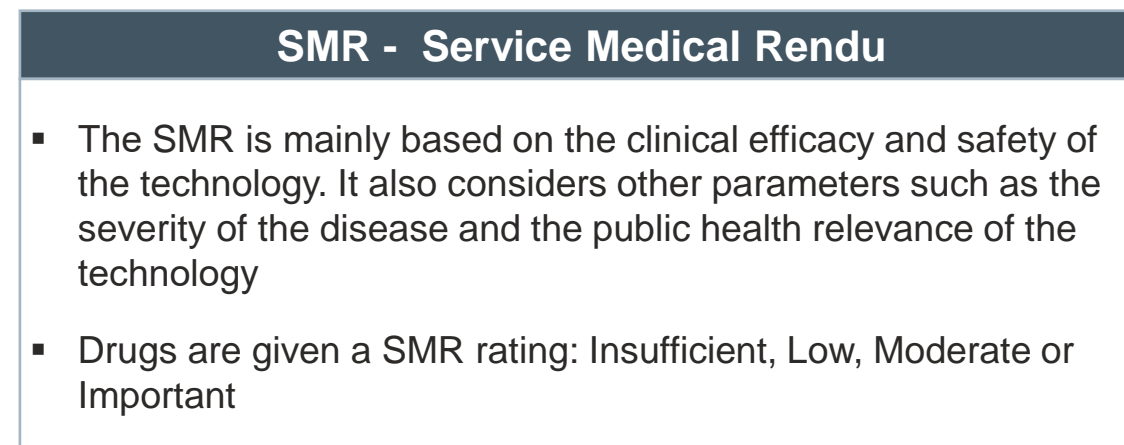 SMR - Service Medical Rendu
▪ The SMR is mainly based on the clinical efficacy and safety of
the technology. It also considers other parameters such as the
severity of the disease and the public health relevance of the
technology
▪ Drugs are given a SMR rating: Insufficient, Low, Moderate or
Important